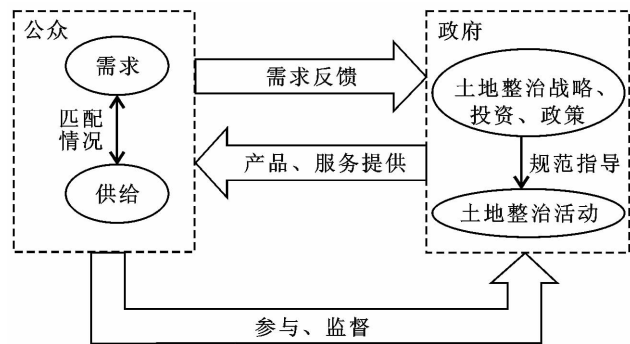 公众
需求
匹配
情况
供给
需求反馈
产品、服务提供
政府
土地整治战略、
投资、政策
规范指导
土地整治活动
参与、监督